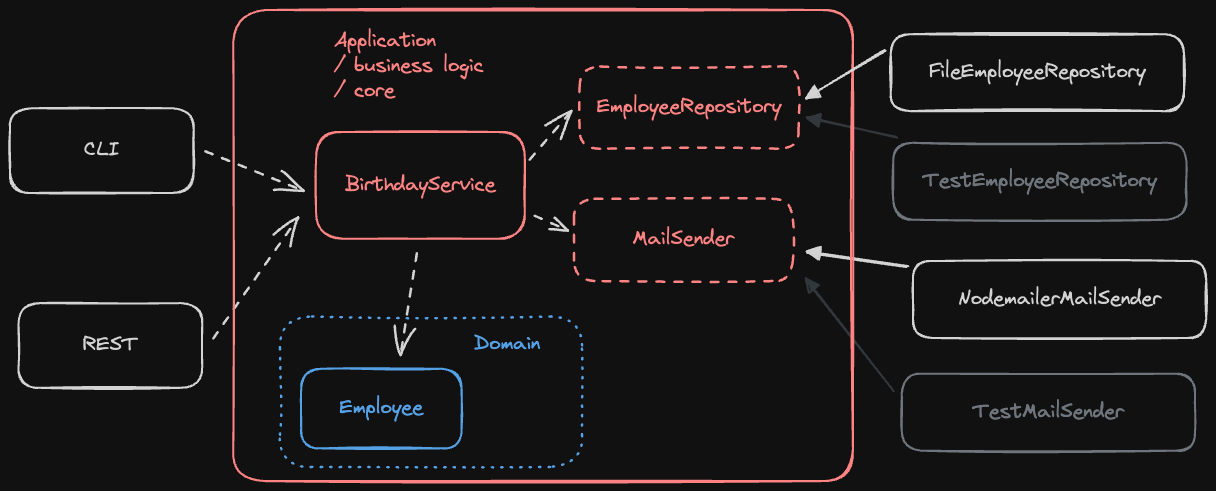 Application
/ business logic
/ core
CLI
REST
BirthdayService
EmployeeRepository
MailSender
Domain
Employee
FileEmployeeRepository
TestEmployeeRepository
NodemailerMailSender
TestMailSender